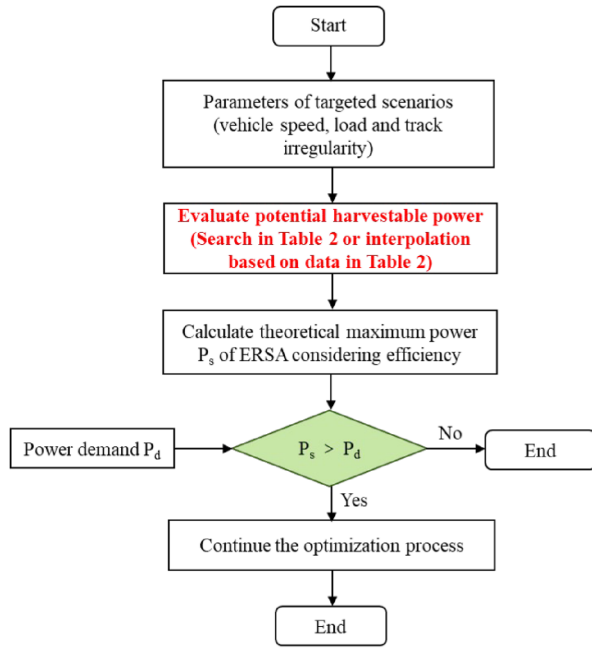 Start
Parameters of targeted scenarios
(vehicle speed, load and track
irregularity)
Evaluate potential harvestable power
(Search in Table 2 or interpolation
based on data in Table 2)
Calculate theoretical maximum power
Pₛ of ERSA considering efficiency
Power demand P_d
Pₛ > P_d
No
End
Yes
Continue the optimization process
End